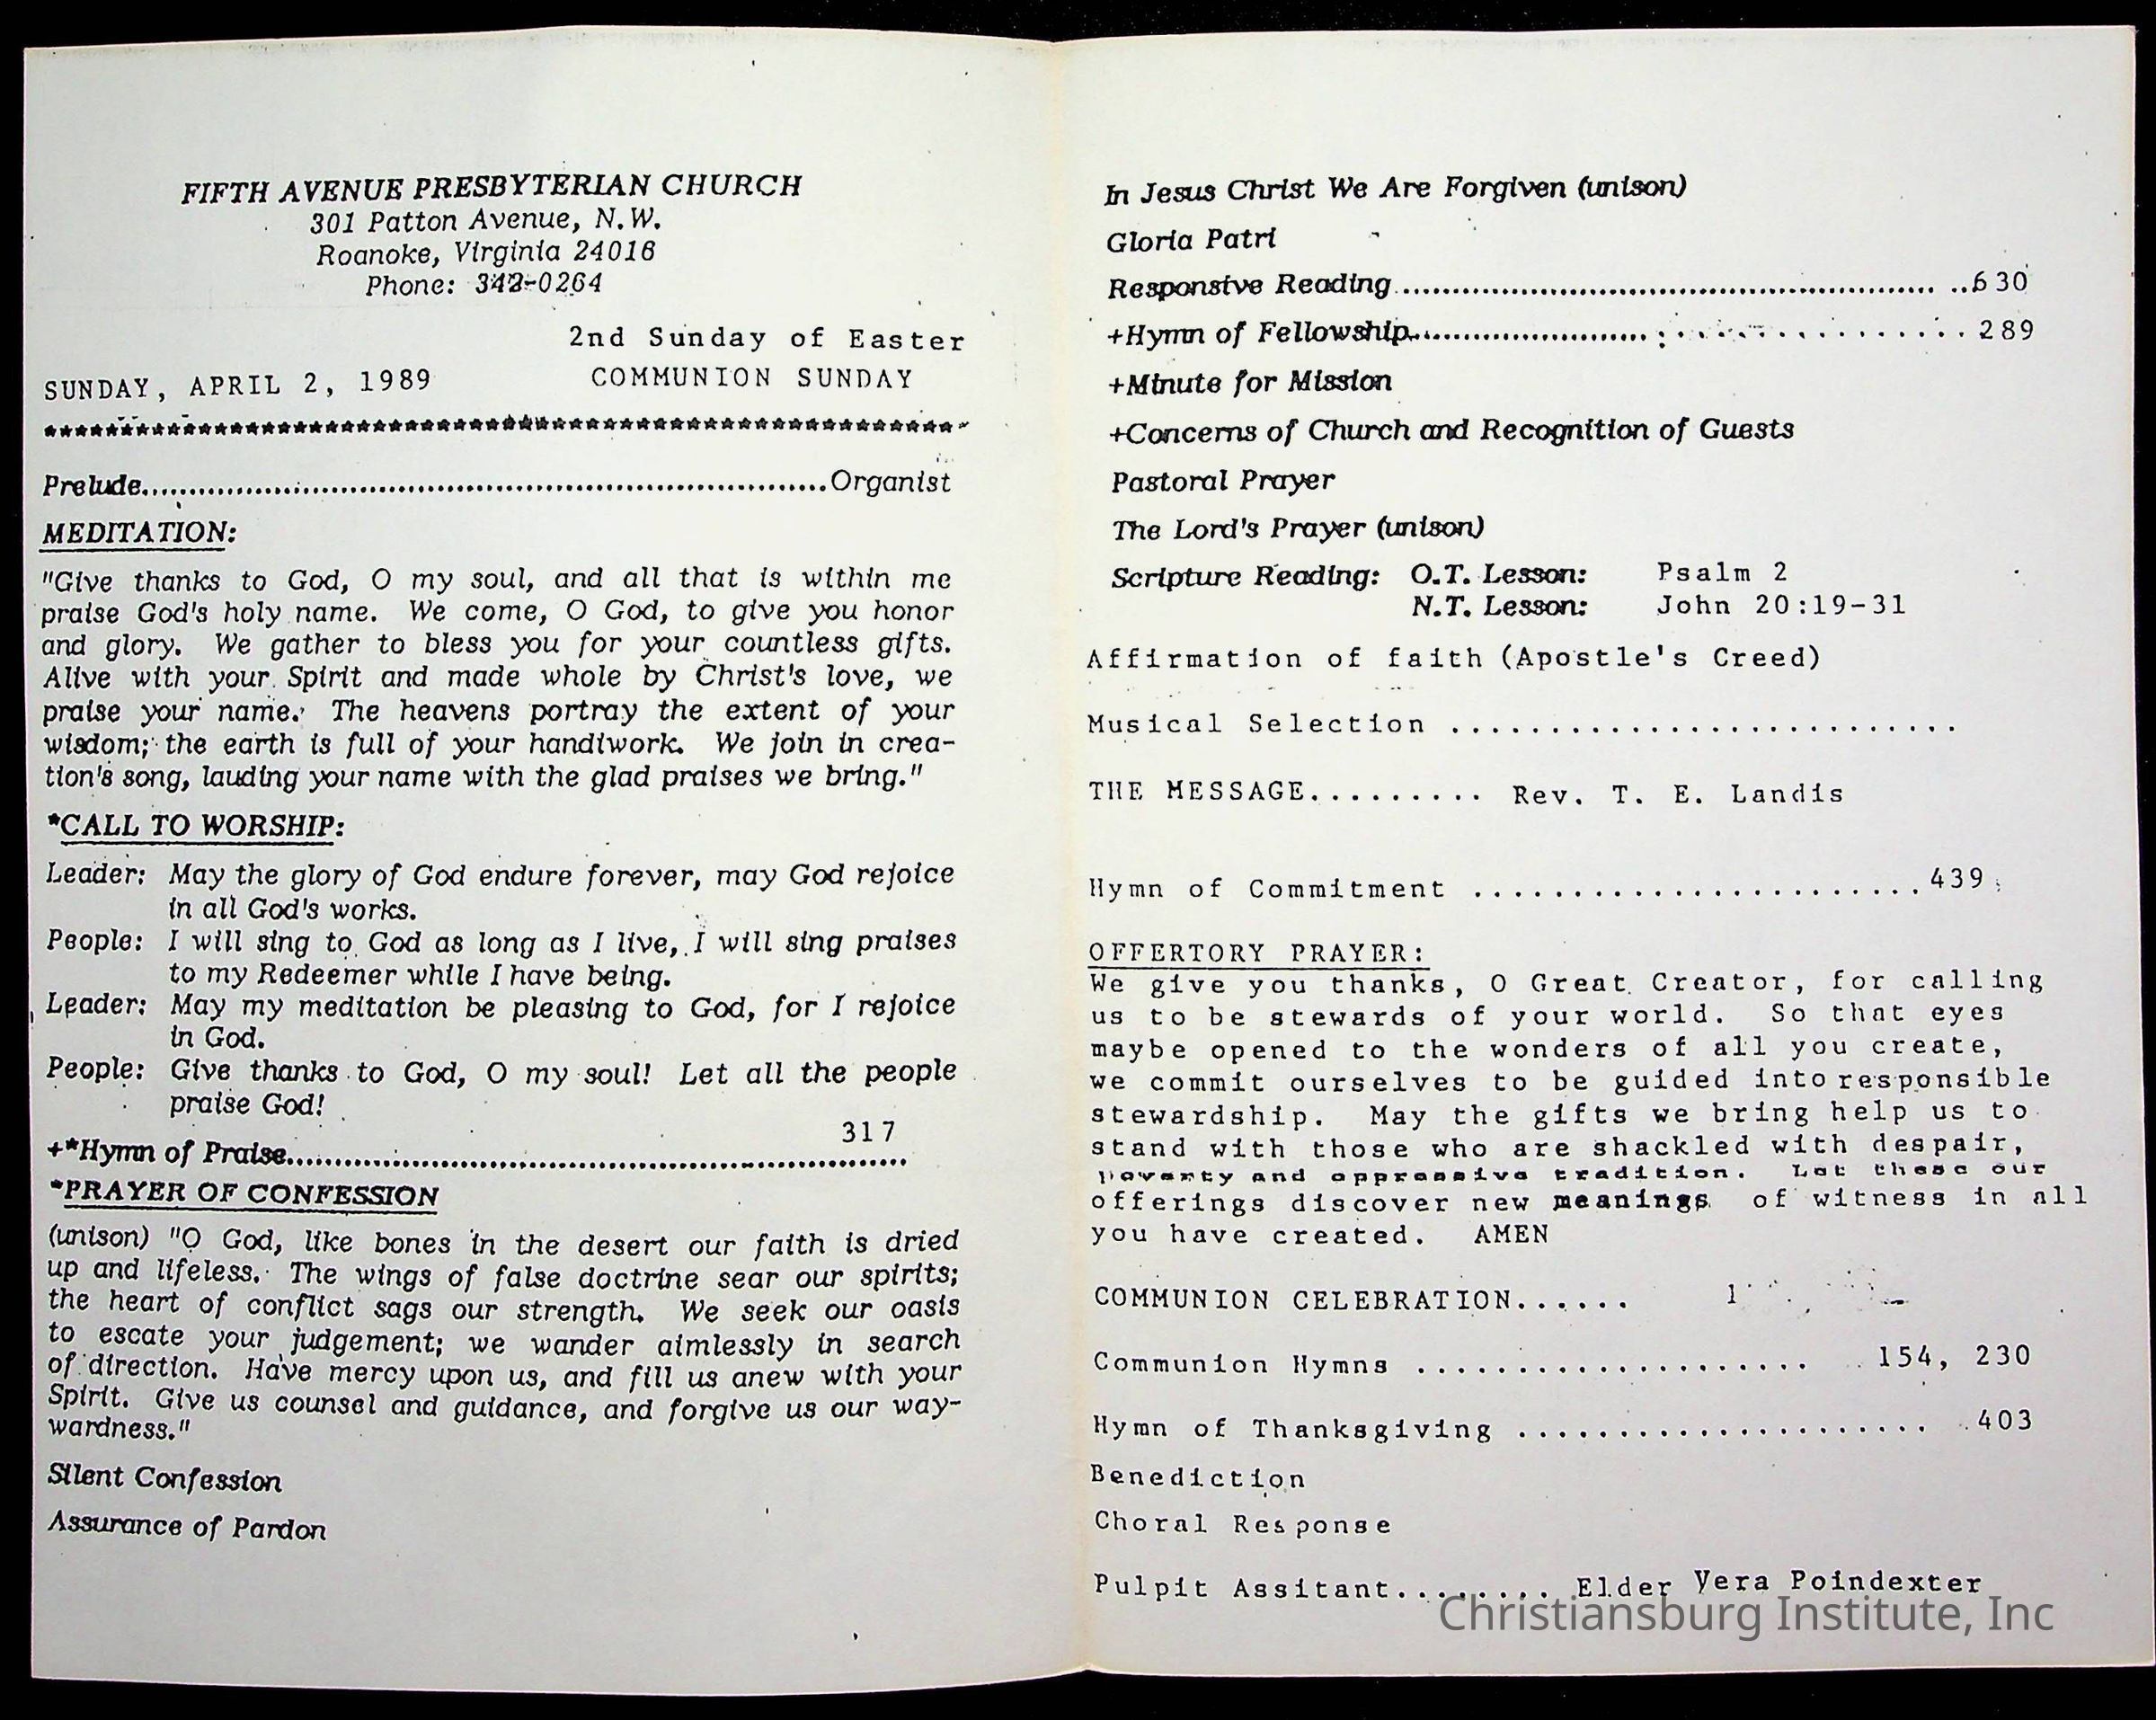 FIFTH AVENUE PRESBYTERIAN CHURCH
301 Patton Avenue, N.W.
Roanoke, Virginia 24016
Phone: 342-0264
2nd Sunday of Easter
SUNDAY, APRIL 2, 1989 COMMUNION SUNDAY
************************************************************
Prelude......................................................................Organist
MEDITATION:
"Give thanks to God, O my soul, and all that is within me
praise God's holy name. We come, O God, to give you honor
and glory. We gather to bless you for your countless gifts.
Alive with your Spirit and made whole by Christ's love, we
praise your name. The heavens portray the extent of your
wisdom; the earth is full of your handiwork. We join in crea-
tion's song, lauding your name with the glad praises we bring."
*CALL TO WORSHIP:
Leader: May the glory of God endure forever, may God rejoice
in all God's works.
People: I will sing to God as long as I live, I will sing praises
to my Redeemer while I have being.
Leader: May my meditation be pleasing to God, for I rejoice
in God.
People: Give thanks to God, O my soul! Let all the people
praise God!
+*Hymn of Praise.................................................................317
*PRAYER OF CONFESSION
(unison) "O God, like bones in the desert our faith is dried
up and lifeless. The wings of false doctrine sear our spirits;
the heart of conflict sags our strength. We seek our oasis
to escate your judgement; we wander aimlessly in search
of direction. Have mercy upon us, and fill us anew with your
Spirit. Give us counsel and guidance, and forgive us our way-
wardness."
Silent Confession
Assurance of Pardon
In Jesus Christ We Are Forgiven (unison)
Gloria Patri
Responsive Reading.........................................................630
+Hymn of Fellowship..........................................289
+Minute for Mission
+Concerns of Church and Recognition of Guests
Pastoral Prayer
The Lord's Prayer (unison)
Scripture Reading: O.T. Lesson: Psalm 2
N.T. Lesson: John 20:19-31
Affirmation of faith (Apostle's Creed)
Musical Selection ..........................
THE MESSAGE......... Rev. T. E. Landis
Hymn of Commitment .......................439
OFFERTORY PRAYER:
We give you thanks, O Great Creator, for calling
us to be stewards of your world. So that eyes
maybe opened to the wonders of all you create,
we commit ourselves to be guided into responsible
stewardship. May the gifts we bring help us to
stand with those who are shackled with despair,
poverty and oppressive tradition. Let these our
offerings discover new meanings of witness in all
you have created. AMEN
COMMUNION CELEBRATION......
Communion Hymns .................... 154, 230
Hymn of Thanksgiving ..................... 403
Benediction
Choral Response
Pulpit Assitant........ Elder Vera Poindexter
Christiansburg Institute, Inc